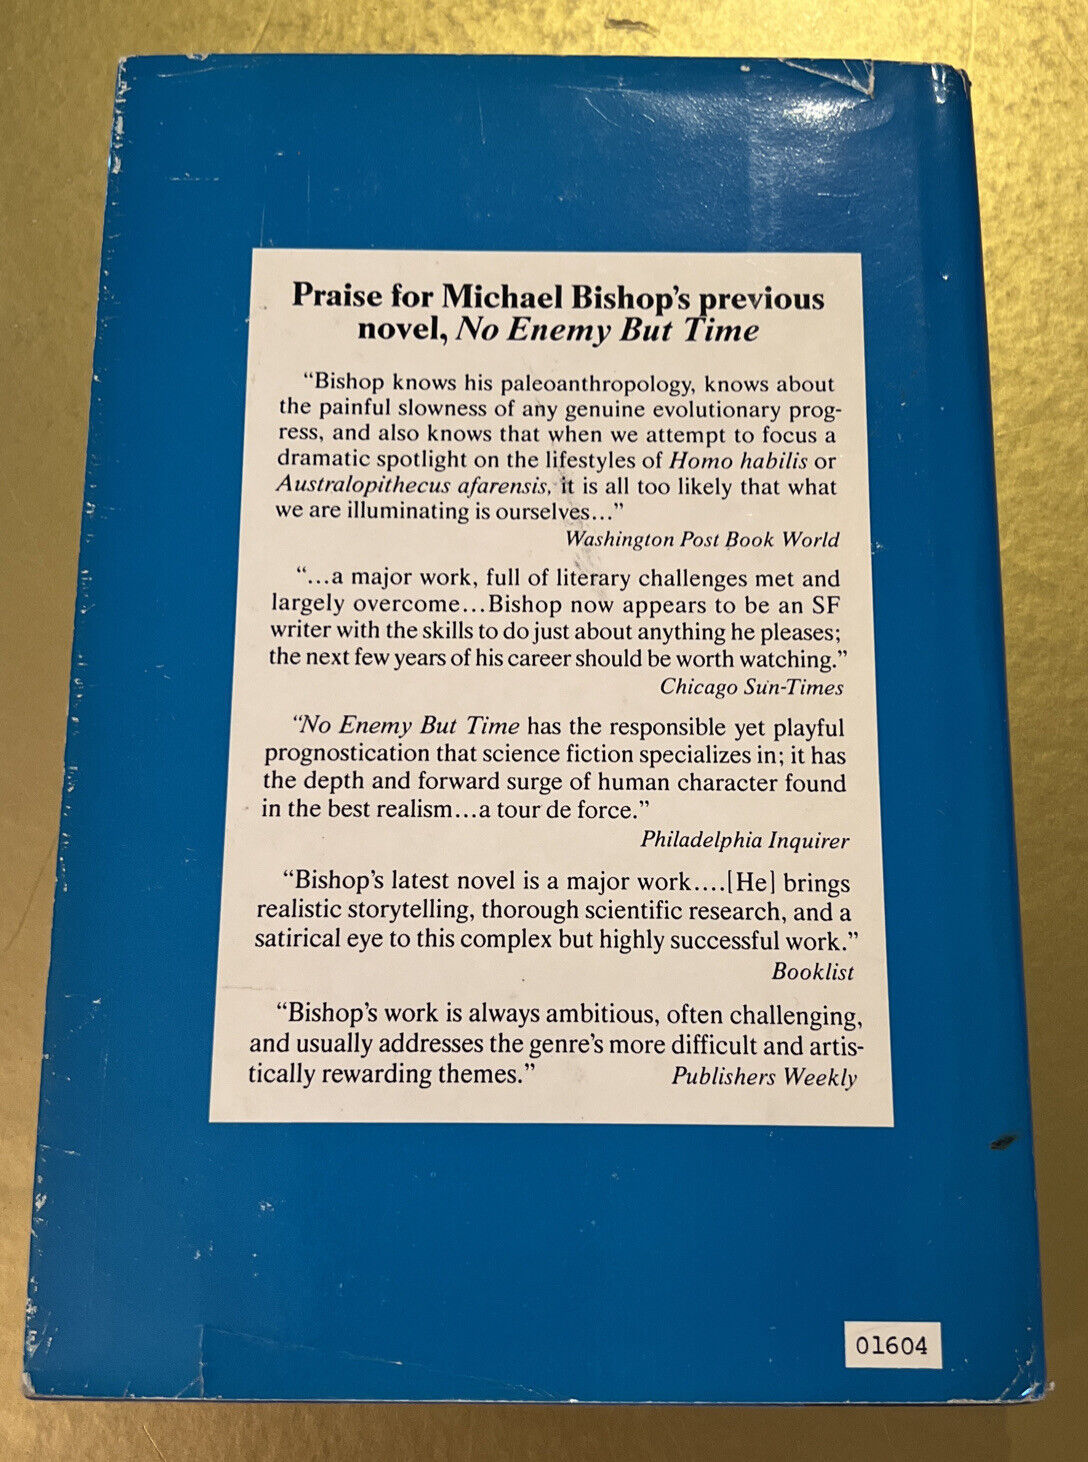 Praise for Michael Bishop's previous
novel, No Enemy But Time
“Bishop knows his paleoanthropology, knows about
the painful slowness of any genuine evolutionary prog-
ress, and also knows that when we attempt to focus a
dramatic spotlight on the lifestyles of Homo habilis or
Australopithecus afarensis, it is all too likely that what
we are illuminating is ourselves...”
Washington Post Book World
“...a major work, full of literary challenges met and
largely overcome...Bishop now appears to be an SF
writer with the skills to do just about anything he pleases;
the next few years of his career should be worth watching.”
Chicago Sun-Times
“No Enemy But Time has the responsible yet playful
prognostication that science fiction specializes in; it has
the depth and forward surge of human character found
in the best realism...a tour de force.”
Philadelphia Inquirer
“Bishop's latest novel is a major work....[He] brings
realistic storytelling, thorough scientific research, and a
satirical eye to this complex but highly successful work.”
Booklist
“Bishop's work is always ambitious, often challenging,
and usually addresses the genre's more difficult and artis-
tically rewarding themes.” Publishers Weekly
01604